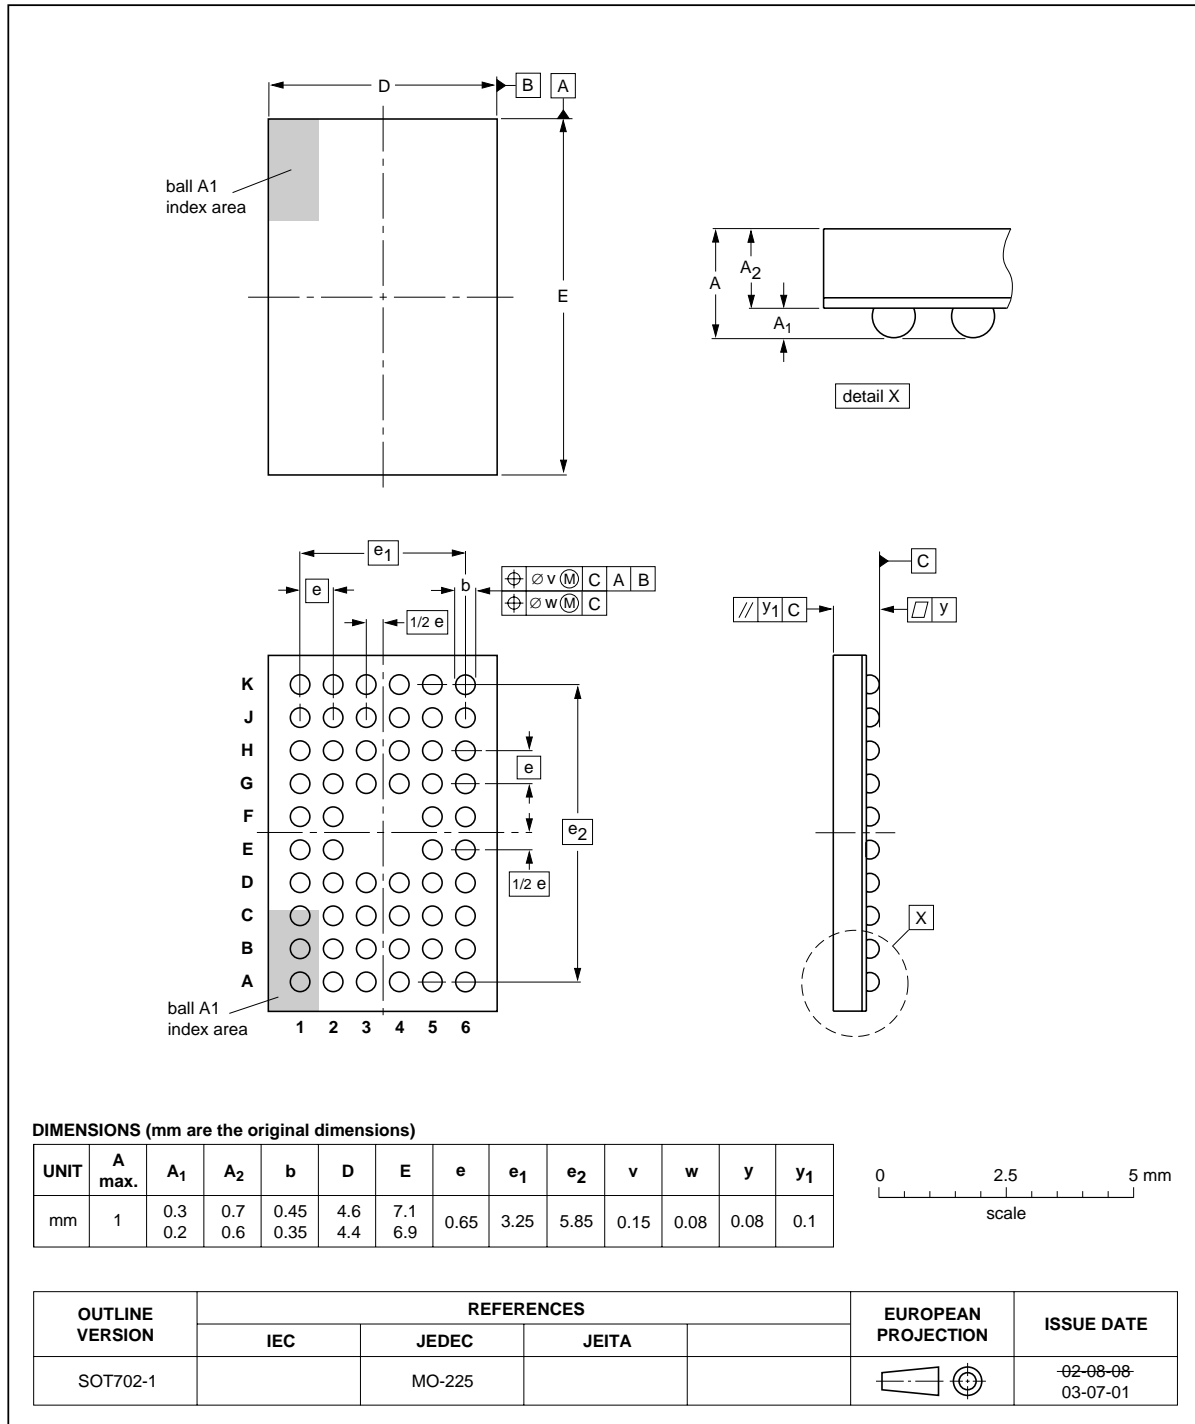 D
B
A
ball A1
index area
E
A
A2
A1
detail X
e1
e
b
1/2 e
⌖ ∅ v Ⓜ C A B
⌖ ∅ w Ⓜ C
C
// y1 C
▱ y
K
J
H
G
F
E
D
C
B
A
e
e2
1/2 e
X
ball A1
index area
1 2 3 4 5 6
DIMENSIONS (mm are the original dimensions)
UNIT A max. A1 A2 b D E e e1 e2 v w y y1
mm 1 0.3 0.2 0.7 0.6 0.45 0.35 4.6 4.4 7.1 6.9 0.65 3.25 5.85 0.15 0.08 0.08 0.1
0 2.5 5 mm
scale
OUTLINE VERSION REFERENCES EUROPEAN PROJECTION ISSUE DATE
IEC JEDEC JEITA
SOT702-1 MO-225 02-08-08
03-07-01